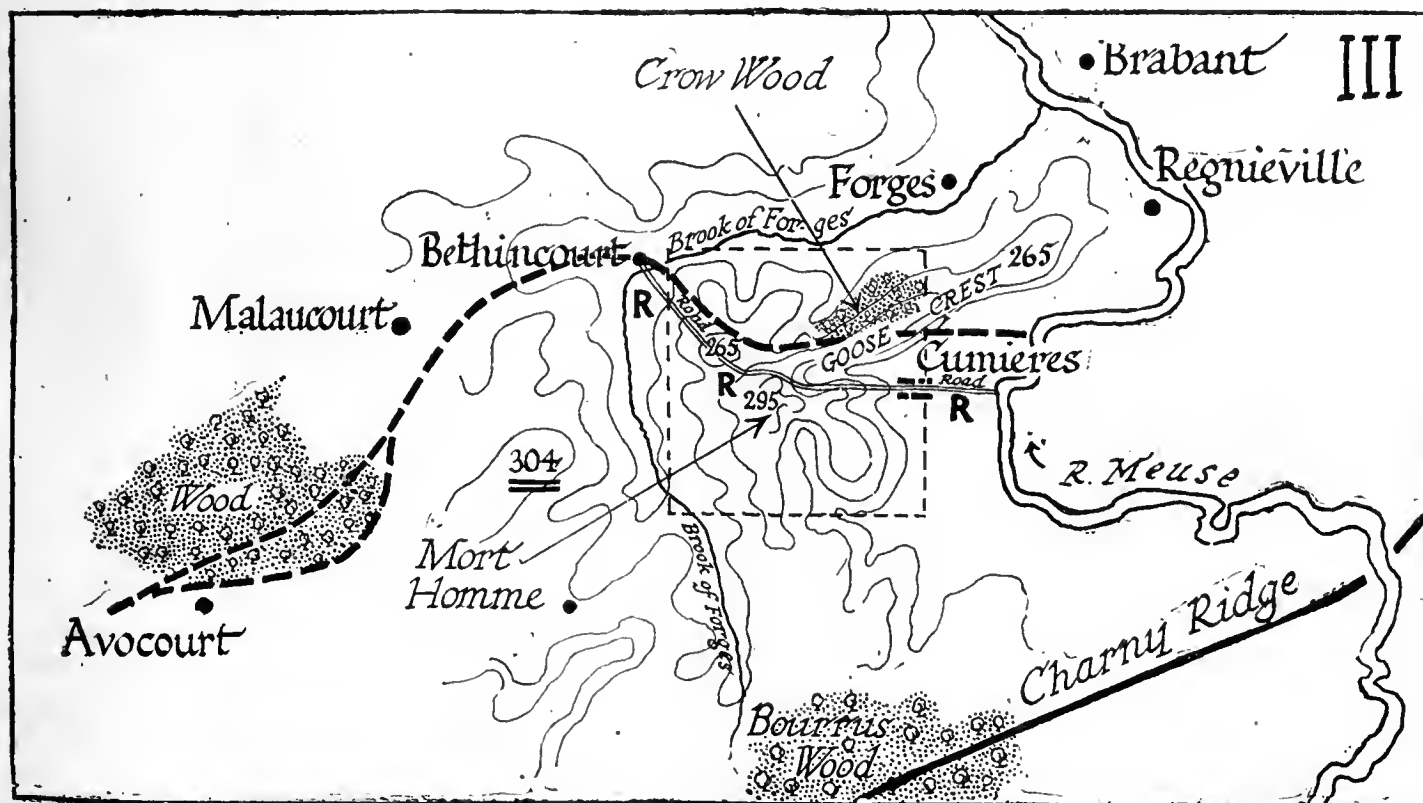 III
Brabant
Crow Wood
Regnieville
Forges
Brook of Forges
Bethincourt
265
CREST
R
Road
Malaucourt
265
GOOSE
Cumieres
R
Road
295
R
304
R. Meuse
Wood
Mort
Homme
Brook of Forges
Avocourt
Charny Ridge
Bourrus
Wood